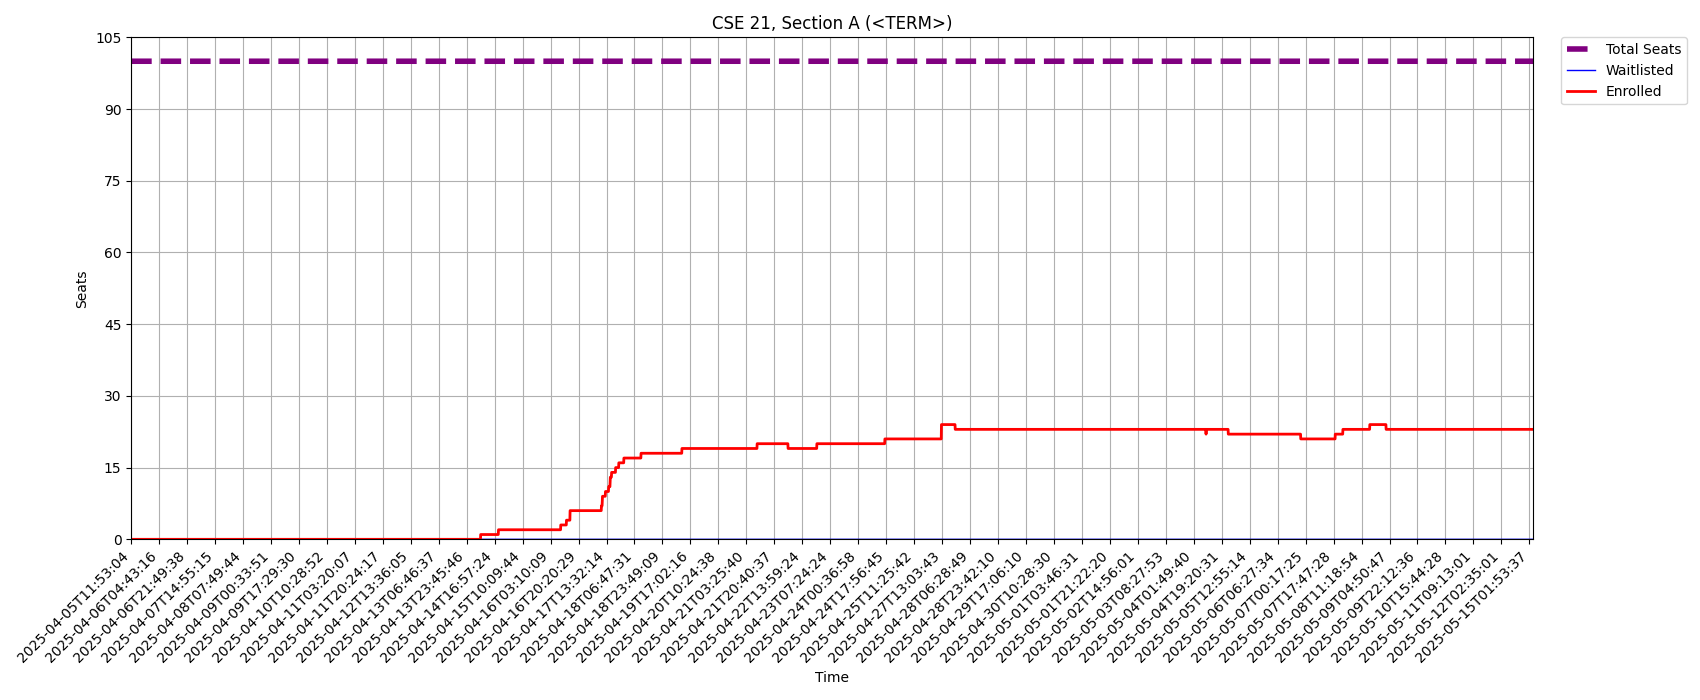 CSE 21, Section A (<TERM>)
Total Seats
Waitlisted
Enrolled
Seats
105
90
75
60
45
30
15
0
2025-04-05T11:53:04
2025-04-06T04:43:16
2025-04-06T21:49:38
2025-04-07T14:55:15
2025-04-08T07:49:44
2025-04-09T00:33:51
2025-04-09T17:29:30
2025-04-10T10:28:52
2025-04-11T03:20:07
2025-04-11T20:24:17
2025-04-12T13:36:05
2025-04-13T06:46:37
2025-04-13T23:45:46
2025-04-14T16:57:24
2025-04-15T10:09:44
2025-04-16T03:10:09
2025-04-16T20:20:29
2025-04-17T13:32:14
2025-04-18T06:47:31
2025-04-18T23:49:09
2025-04-19T17:02:16
2025-04-20T10:24:38
2025-04-21T03:25:40
2025-04-21T20:40:37
2025-04-22T13:59:24
2025-04-23T07:24:24
2025-04-24T00:36:58
2025-04-24T17:56:45
2025-04-25T11:25:42
2025-04-27T13:03:43
2025-04-28T06:28:49
2025-04-28T23:42:10
2025-04-29T17:06:10
2025-04-30T10:28:30
2025-05-01T03:46:31
2025-05-01T21:22:20
2025-05-02T14:56:01
2025-05-03T08:27:53
2025-05-04T01:49:40
2025-05-04T19:20:31
2025-05-05T12:55:14
2025-05-06T06:27:34
2025-05-07T00:17:25
2025-05-07T17:47:28
2025-05-08T11:18:54
2025-05-09T04:50:47
2025-05-09T22:12:36
2025-05-10T15:44:28
2025-05-11T09:13:01
2025-05-12T02:35:01
2025-05-15T01:53:37
Time